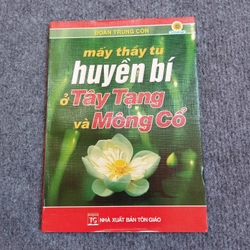 ĐOÀN TRUNG CÒN
mấy thầy tu
huyền bí
ở Tây Tạng
và Mông Cổ
NHÀ XUẤT BẢN TÔN GIÁO